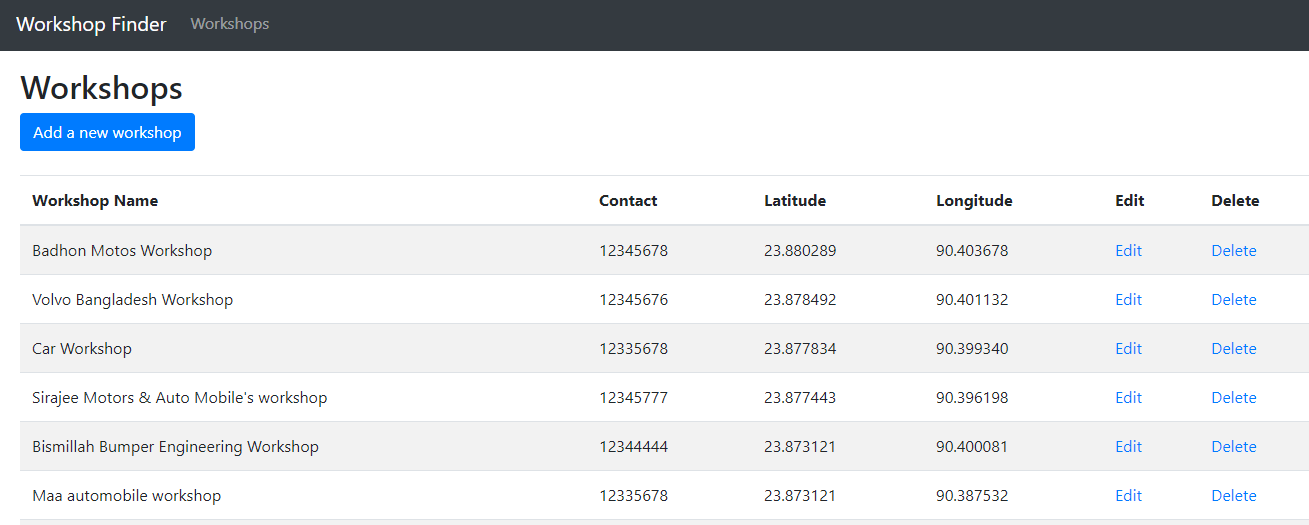 Workshop Finder Workshops
Workshops
Add a new workshop
Workshop Name Contact Latitude Longitude Edit Delete
Badhon Motos Workshop 12345678 23.880289 90.403678 Edit Delete
Volvo Bangladesh Workshop 12345676 23.878492 90.401132 Edit Delete
Car Workshop 12335678 23.877834 90.399340 Edit Delete
Sirajee Motors & Auto Mobile's workshop 12345777 23.877443 90.396198 Edit Delete
Bismillah Bumper Engineering Workshop 12344444 23.873121 90.400081 Edit Delete
Maa automobile workshop 12335678 23.873121 90.387532 Edit Delete